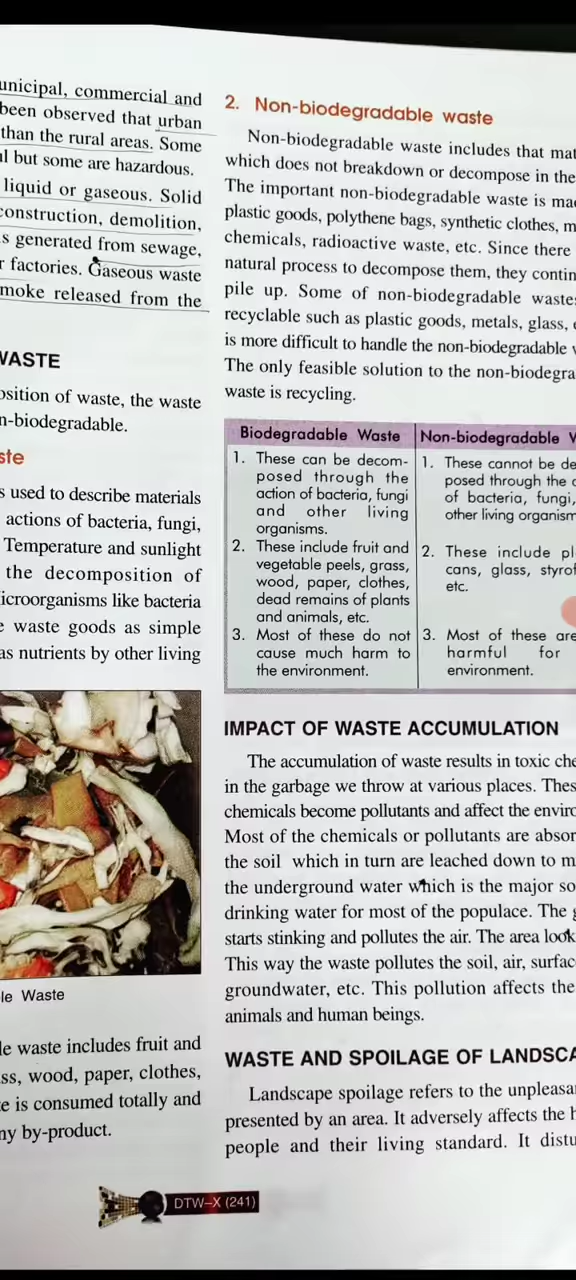 unicipal, commercial and
been observed that urban
than the rural areas. Some
but some are hazardous.
liquid or gaseous. Solid
construction, demolition,
generated from sewage,
factories. Gaseous waste
moke released from the
WASTE
osition of waste, the waste
n-biodegradable.
ste
used to describe materials
actions of bacteria, fungi,
Temperature and sunlight
the decomposition of
icroorganisms like bacteria
waste goods as simple
as nutrients by other living
le Waste
le waste includes fruit and
ss, wood, paper, clothes,
e is consumed totally and
ny by-product.
2. Non-biodegradable waste
Non-biodegradable waste includes that mat
which does not breakdown or decompose in the
The important non-biodegradable waste is ma
plastic goods, polythene bags, synthetic clothes, m
chemicals, radioactive waste, etc. Since there
natural process to decompose them, they contin
pile up. Some of non-biodegradable waste
recyclable such as plastic goods, metals, glass,
is more difficult to handle the non-biodegradable
The only feasible solution to the non-biodegra
waste is recycling.
Biodegradable Waste
1. These can be decom-
posed through the
action of bacteria, fungi
and other living
organisms.
2. These include fruit and
vegetable peels, grass,
wood, paper, clothes,
dead remains of plants
and animals, etc.
3. Most of these do not
cause much harm to
the environment.
Non-biodegradable W
1. These cannot be de
posed through the
of bacteria, fungi,
other living organism
2. These include pl
cans, glass, styrof
etc.
3. Most of these are
harmful for
environment.
IMPACT OF WASTE ACCUMULATION
The accumulation of waste results in toxic che
in the garbage we throw at various places. Thes
chemicals become pollutants and affect the enviro
Most of the chemicals or pollutants are absor
the soil which in turn are leached down to m
the underground water which is the major so
drinking water for most of the populace. The g
starts stinking and pollutes the air. The area look
This way the waste pollutes the soil, air, surfac
groundwater, etc. This pollution affects the
animals and human beings.
WASTE AND SPOILAGE OF LANDSCA
Landscape spoilage refers to the unpleasa
presented by an area. It adversely affects the h
people and their living standard. It distu
DTW–X (241)